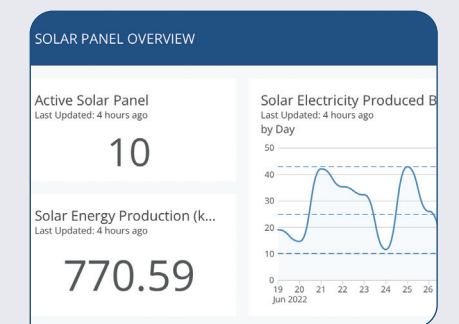 SOLAR PANEL OVERVIEW
Active Solar Panel
Last Updated: 4 hours ago
10
Solar Energy Production (k...
Last Updated: 4 hours ago
770.59
Solar Electricity Produced B
Last Updated: 4 hours ago
by Day
50
40
30
20
10
0
19 20 21 22 23 24 25 26
Jun 2022